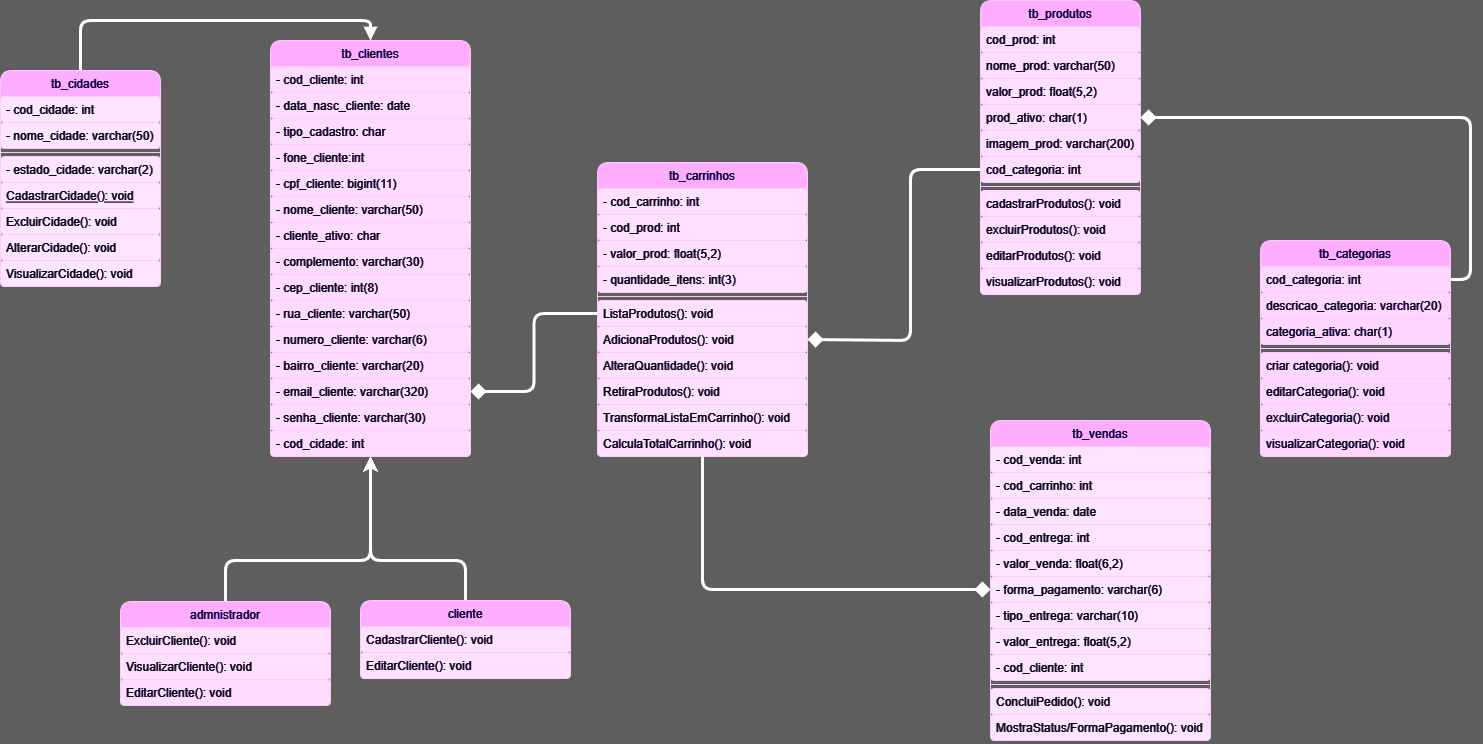 tb_cidades
- cod_cidade: int
- nome_cidade: varchar(50)
- estado_cidade: varchar(2)
CadastrarCidade(): void
ExcluirCidade(): void
AlterarCidade(): void
VisualizarCidade(): void
tb_clientes
- cod_cliente: int
- data_nasc_cliente: date
- tipo_cadastro: char
- fone_cliente:int
- cpf_cliente: bigint(11)
- nome_cliente: varchar(50)
- cliente_ativo: char
- complemento: varchar(30)
- cep_cliente: int(8)
- rua_cliente: varchar(50)
- numero_cliente: varchar(6)
- bairro_cliente: varchar(20)
- email_cliente: varchar(320)
- senha_cliente: varchar(30)
- cod_cidade: int
admnistrador
ExcluirCliente(): void
VisualizarCliente(): void
EditarCliente(): void
cliente
CadastrarCliente(): void
EditarCliente(): void
tb_carrinhos
- cod_carrinho: int
- cod_prod: int
- valor_prod: float(5,2)
- quantidade_itens: int(3)
ListaProdutos(): void
AdicionaProdutos(): void
AlteraQuantidade(): void
RetiraProdutos(): void
TransformaListaEmCarrinho(): void
CalculaTotalCarrinho(): void
tb_produtos
cod_prod: int
nome_prod: varchar(50)
valor_prod: float(5,2)
prod_ativo: char(1)
imagem_prod: varchar(200)
cod_categoria: int
cadastrarProdutos(): void
excluirProdutos(): void
editarProdutos(): void
visualizarProdutos(): void
tb_categorias
cod_categoria: int
descricao_categoria: varchar(20)
categoria_ativa: char(1)
criar categoria(): void
editarCategoria(): void
excluirCategoria(): void
visualizarCategoria(): void
tb_vendas
- cod_venda: int
- cod_carrinho: int
- data_venda: date
- cod_entrega: int
- valor_venda: float(6,2)
- forma_pagamento: varchar(6)
- tipo_entrega: varchar(10)
- valor_entrega: float(5,2)
- cod_cliente: int
ConcluiPedido(): void
MostraStatus/FormaPagamento(): void